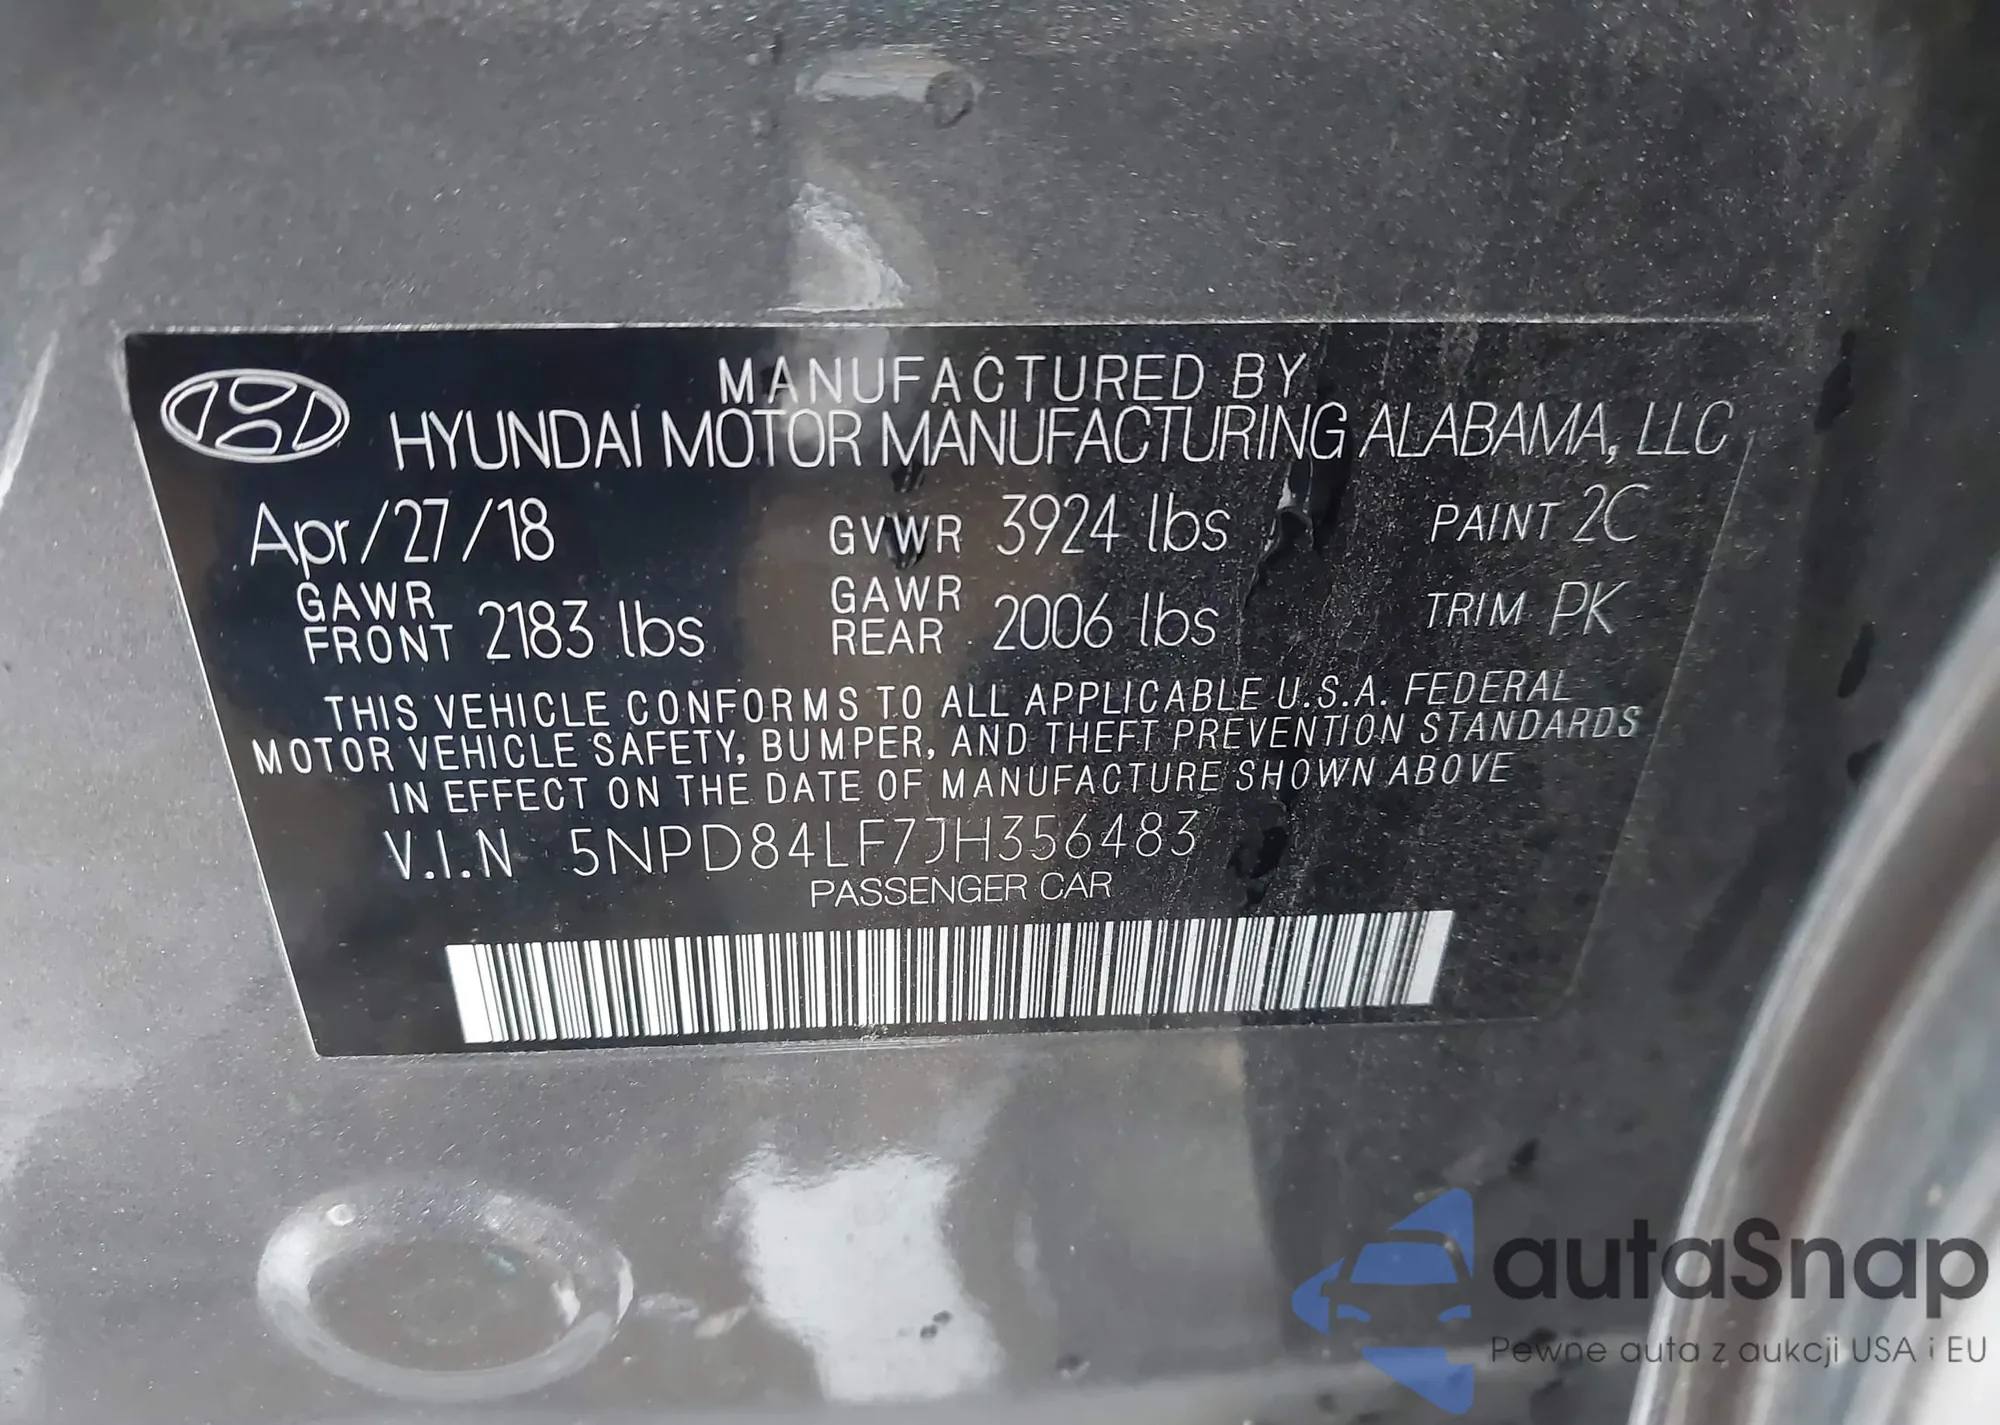 MANUFACTURED BY
HYUNDAI MOTOR MANUFACTURING ALABAMA, LLC
Apr/27/18 GVWR 3924 lbs PAINT 2C
GAWR FRONT 2183 lbs GAWR REAR 2006 lbs TRIM PK
THIS VEHICLE CONFORMS TO ALL APPLICABLE U.S.A. FEDERAL
MOTOR VEHICLE SAFETY, BUMPER, AND THEFT PREVENTION STANDARDS
IN EFFECT ON THE DATE OF MANUFACTURE SHOWN ABOVE
V.I.N 5NPD84LF7JH356483
PASSENGER CAR
autaSnap
Pewne auta z aukcji USA i EU